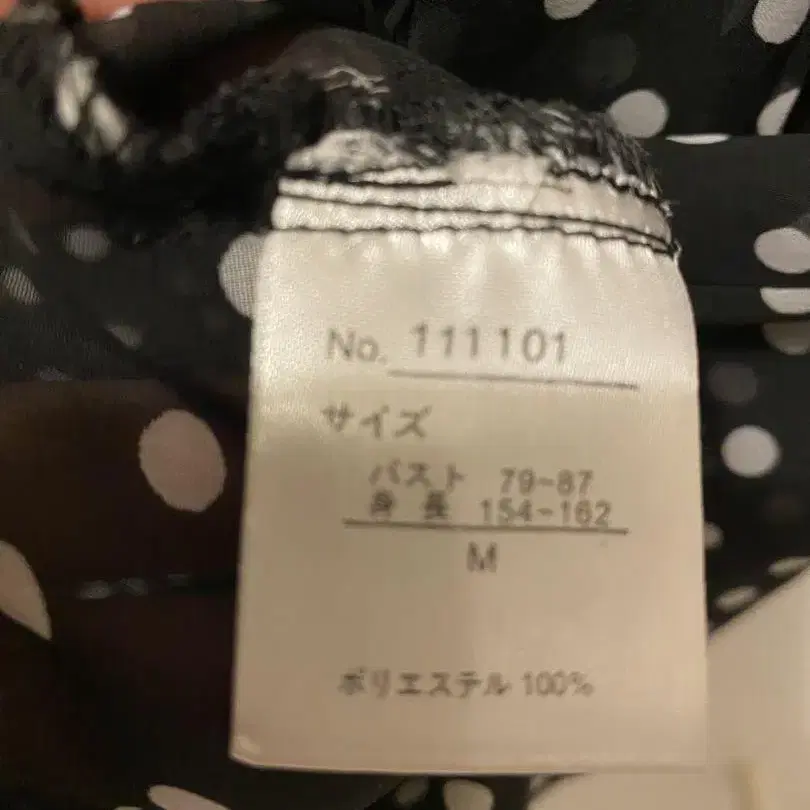 No. 111101
サイズ
バスト 79-87
身長 154-162
M
ポリエステル 100%